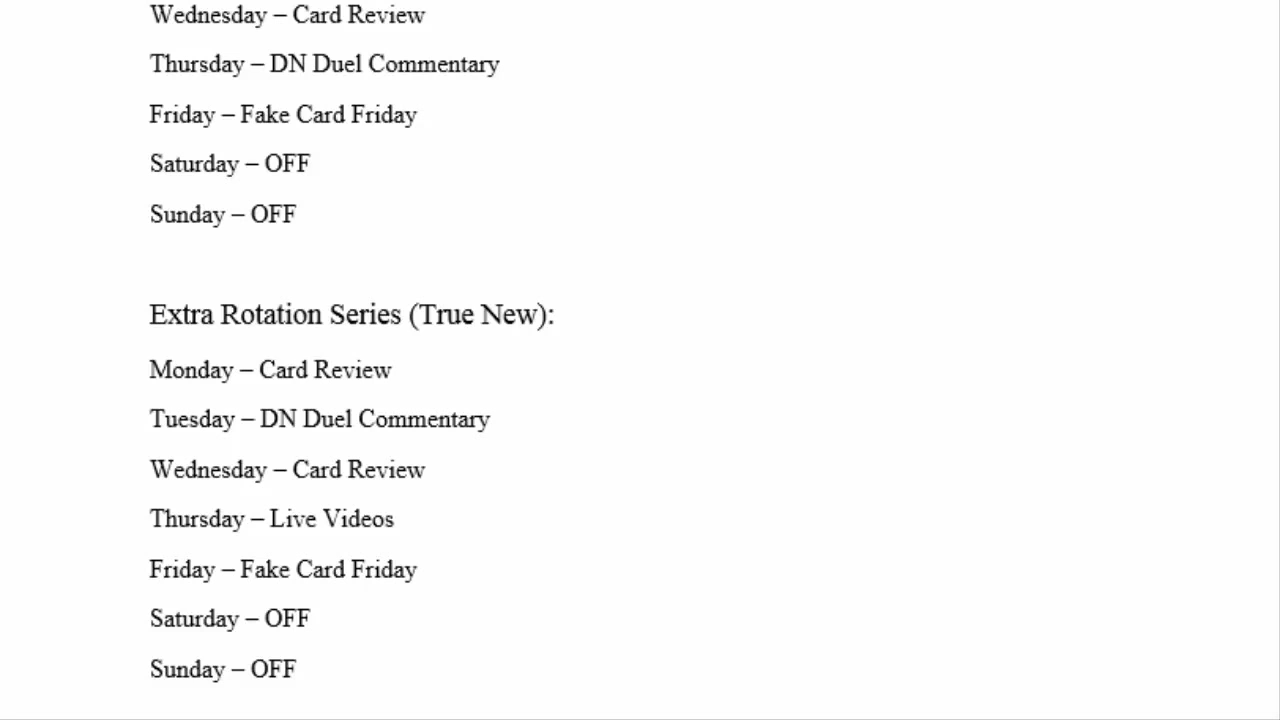 Wednesday – Card Review
Thursday – DN Duel Commentary
Friday – Fake Card Friday
Saturday – OFF
Sunday – OFF
Extra Rotation Series (True New):
Monday – Card Review
Tuesday – DN Duel Commentary
Wednesday – Card Review
Thursday – Live Videos
Friday – Fake Card Friday
Saturday – OFF
Sunday – OFF